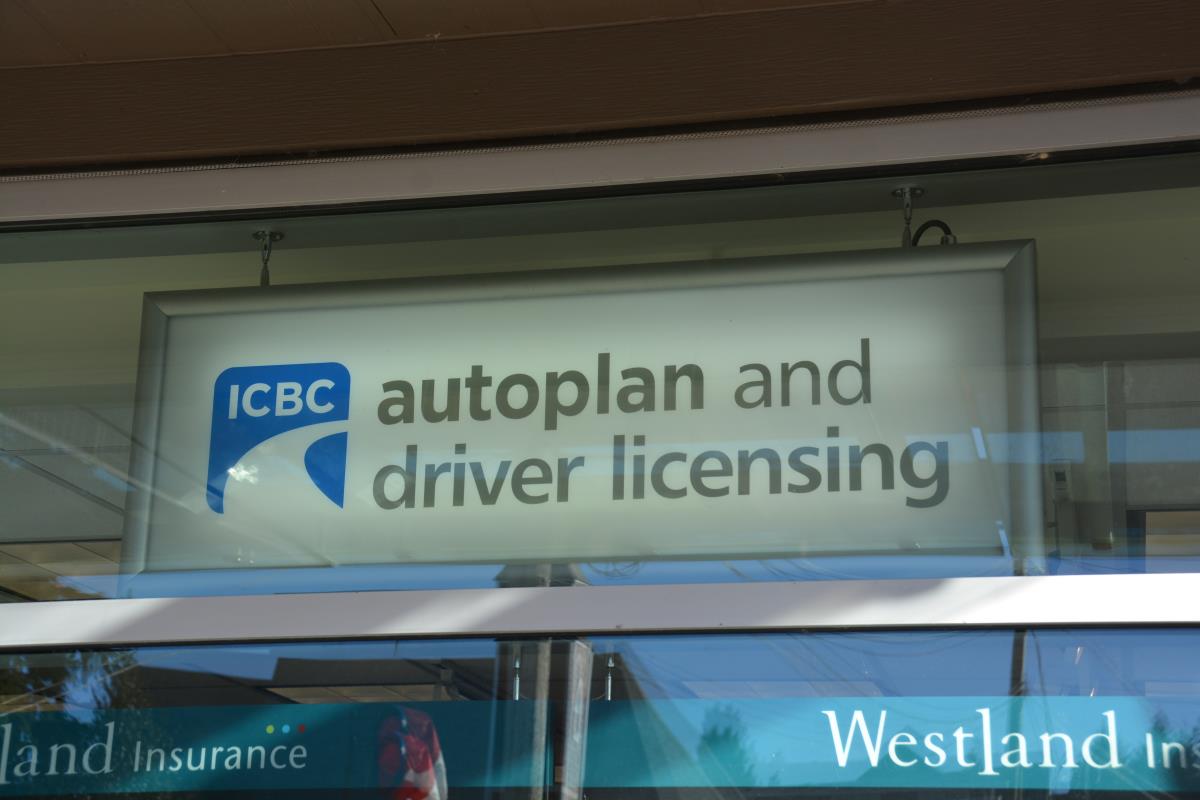 ICBC
autoplan and
driver licensing
land Insurance
Westland Ins